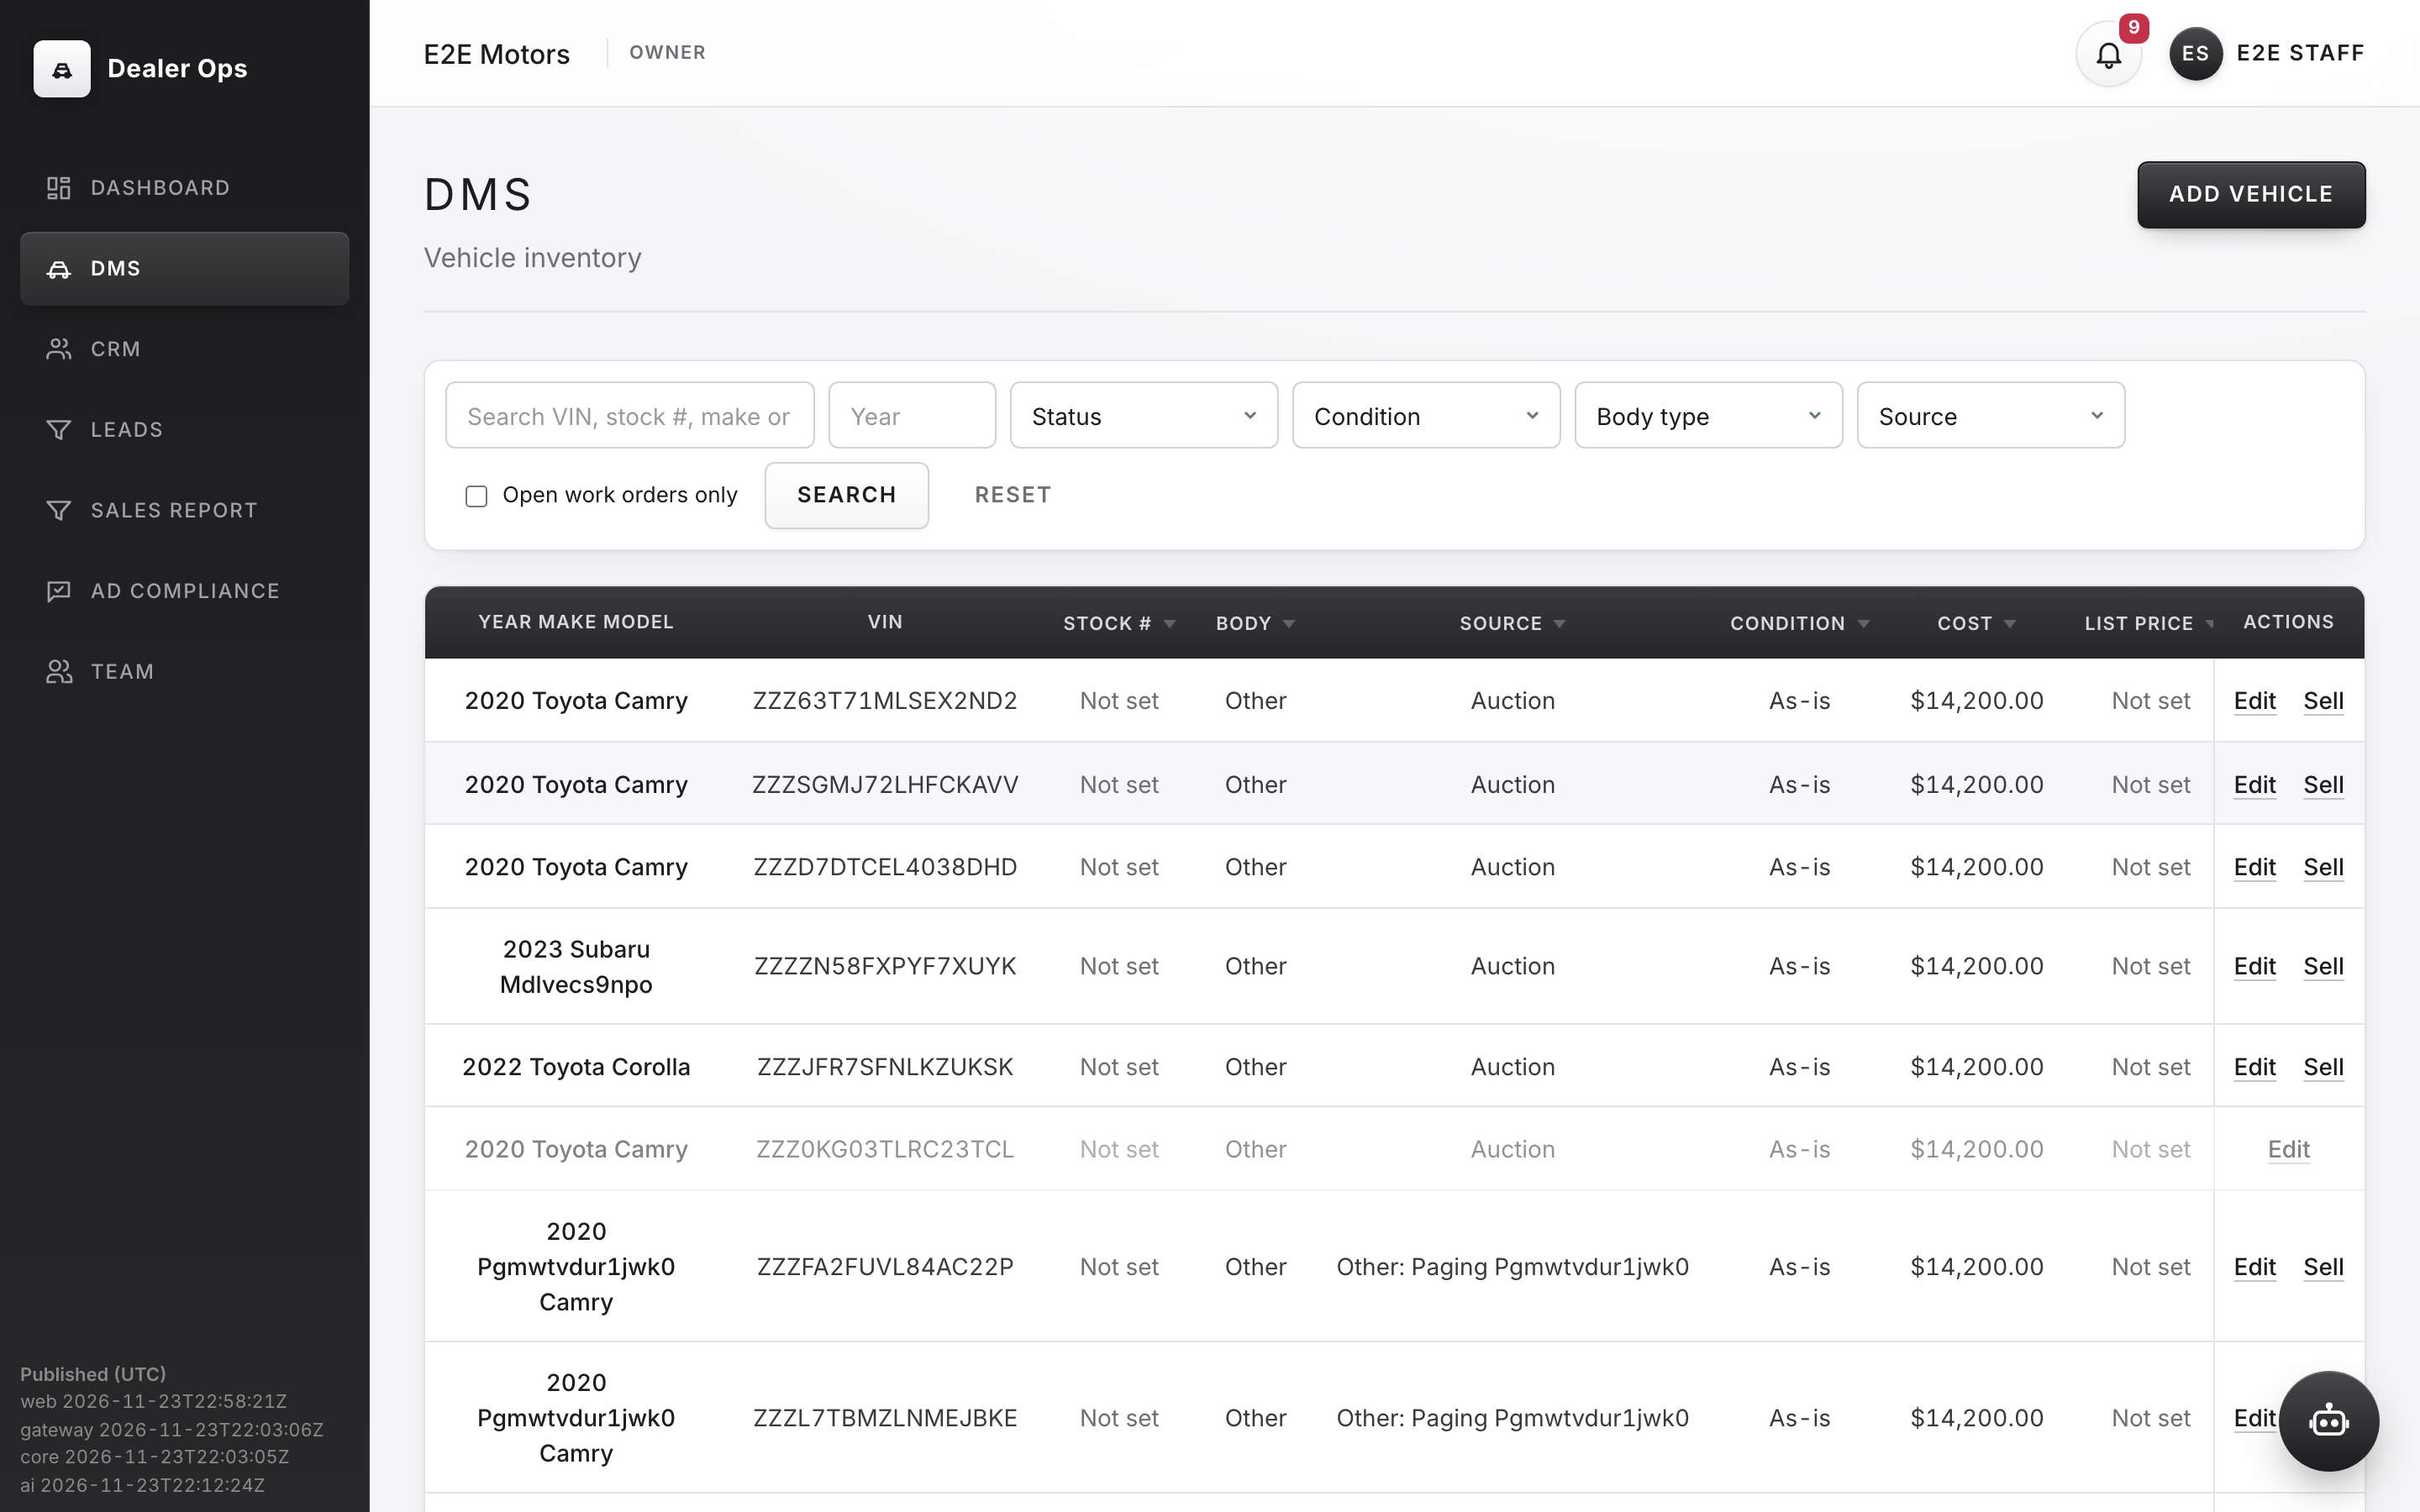 Dealer Ops
E2E Motors
OWNER
9
ES
E2E STAFF
DASHBOARD
DMS
CRM
LEADS
SALES REPORT
AD COMPLIANCE
TEAM
Published (UTC)
web 2026-11-23T22:58:21Z
gateway 2026-11-23T22:03:06Z
core 2026-11-23T22:03:05Z
ai 2026-11-23T22:12:24Z
DMS
ADD VEHICLE
Vehicle inventory
Search VIN, stock #, make or
Year
Status
Condition
Body type
Source
Open work orders only
SEARCH
RESET
YEAR MAKE MODEL VIN STOCK # BODY SOURCE CONDITION COST LIST PRICE ACTIONS
2020 Toyota Camry ZZZ63T71MLSEX2ND2 Not set Other Auction As-is $14,200.00 Not set Edit Sell
2020 Toyota Camry ZZZSGMJ72LHFCKAVV Not set Other Auction As-is $14,200.00 Not set Edit Sell
2020 Toyota Camry ZZZD7DTCEL4038DHD Not set Other Auction As-is $14,200.00 Not set Edit Sell
2023 Subaru
Mdlvecs9npo
ZZZZN58FXPYF7XUYK Not set Other Auction As-is $14,200.00 Not set Edit Sell
2022 Toyota Corolla ZZZJFR7SFNLKZUKSK Not set Other Auction As-is $14,200.00 Not set Edit Sell
2020 Toyota Camry ZZZ0KG03TLRC23TCL Not set Other Auction As-is $14,200.00 Not set Edit
2020
Pgmwtvdur1jwk0
Camry
ZZZFA2FUVL84AC22P Not set Other Other: Paging Pgmwtvdur1jwk0 As-is $14,200.00 Not set Edit Sell
2020
Pgmwtvdur1jwk0
Camry
ZZZL7TBMZLNMEJBKE Not set Other Other: Paging Pgmwtvdur1jwk0 As-is $14,200.00 Not set Edit